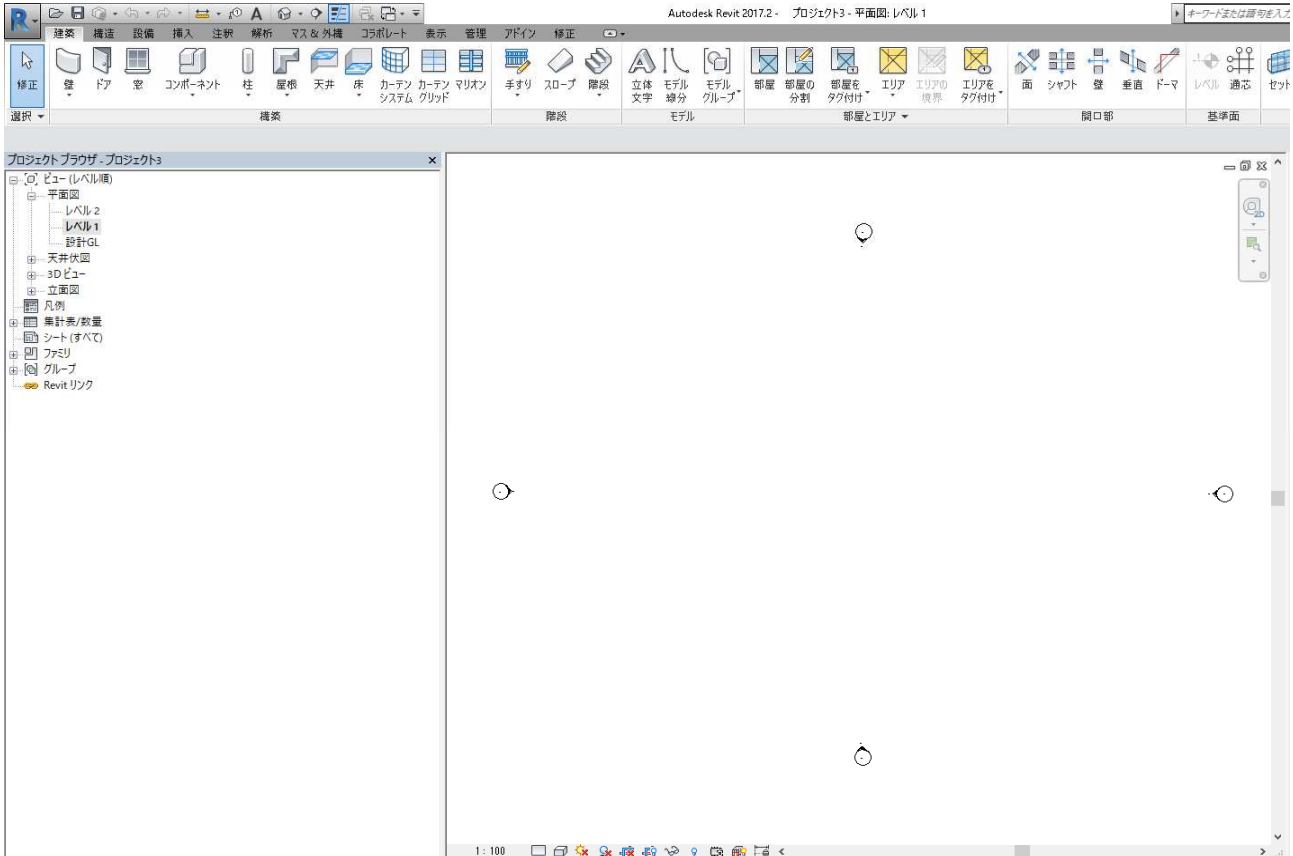 Autodesk Revit 2017.2 - プロジェクト3 - 平面図: レベル 1
キーワードまたは語句を入力
建築 構造 設備 挿入 注釈 解析 マス & 外構 コラボレート 表示 管理 アドイン 修正
修正 壁 ドア 窓 コンポーネント 柱 屋根 天井 床 カーテン システム カーテン グリッド マリオン 手すり スロープ 階段 立体 文字 モデル 線分 モデル グループ 部屋 部屋の 分割 部屋を タグ付け エリア エリアの 境界 エリアを タグ付け 面 シャフト 壁 垂直 ドーマ レベル 通芯 セット
選択 構築 階段 モデル 部屋とエリア 開口部 基準面
プロジェクト ブラウザ - プロジェクト3
ビュー (レベル順)
平面図
レベル 2
レベル 1
設計GL
天井伏図
3D ビュー
立面図
凡例
集計表/数量
シート (すべて)
ファミリ
グループ
Revit リンク
2D
1 : 100